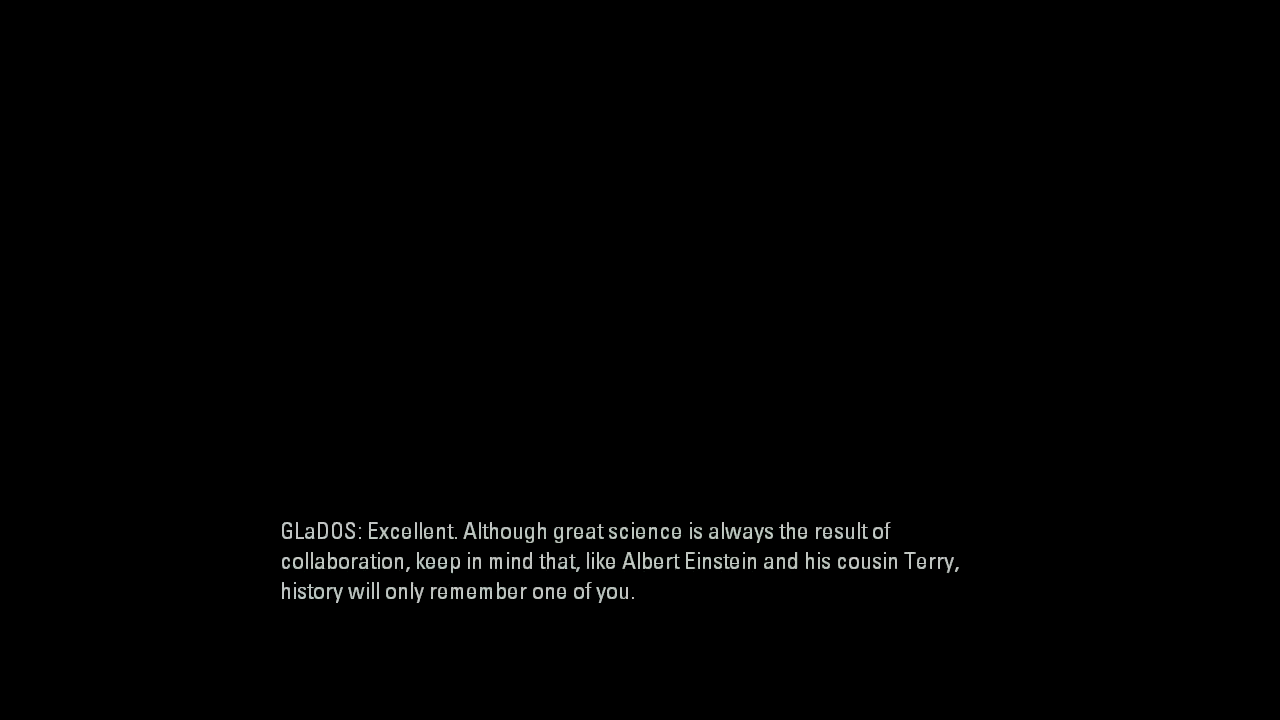 GLaDOS: Excellent. Although great science is always the result of
collaboration, keep in mind that, like Albert Einstein and his cousin Terry,
history will only remember one of you.